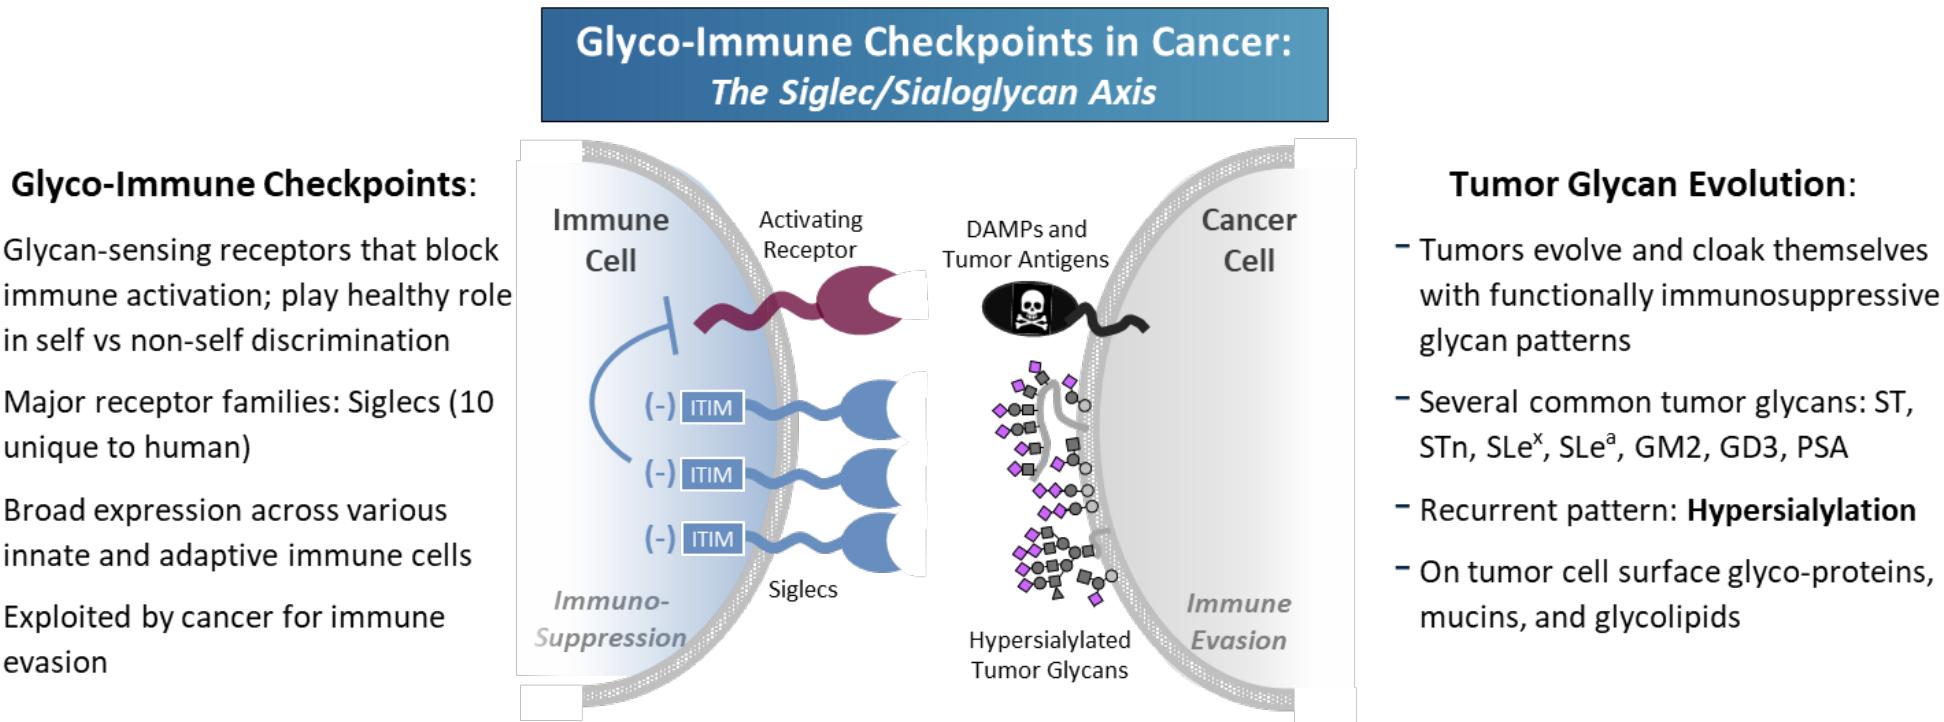 Glyco-Immune Checkpoints in Cancer:
The Siglec/Sialoglycan Axis
Glyco-Immune Checkpoints:
Glycan-sensing receptors that block
immune activation; play healthy role
in self vs non-self discrimination
Major receptor families: Siglecs (10
unique to human)
Broad expression across various
innate and adaptive immune cells
Exploited by cancer for immune
evasion
Immune
Cell
Activating
Receptor
(-) ITIM
(-) ITIM
(-) ITIM
Siglecs
Immuno-
Suppression
DAMPs and
Tumor Antigens
Hypersialylated
Tumor Glycans
Cancer
Cell
Immune
Evasion
Tumor Glycan Evolution:
- Tumors evolve and cloak themselves
with functionally immunosuppressive
glycan patterns
- Several common tumor glycans: ST,
STn, SLeˣ, SLeᵃ, GM2, GD3, PSA
- Recurrent pattern: Hypersialylation
- On tumor cell surface glyco-proteins,
mucins, and glycolipids